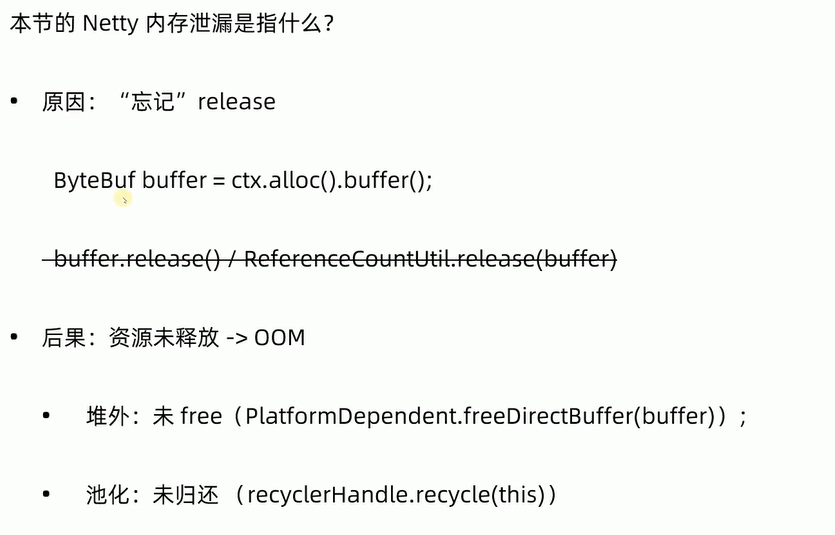 本节的 Netty 内存泄漏是指什么？
• 原因：“忘记”release
ByteBuf buffer = ctx.alloc().buffer();
buffer.release() / ReferenceCountUtil.release(buffer)
• 后果：资源未释放 -> OOM
• 堆外：未 free（PlatformDependent.freeDirectBuffer(buffer)）;
• 池化：未归还 （recyclerHandle.recycle(this)）